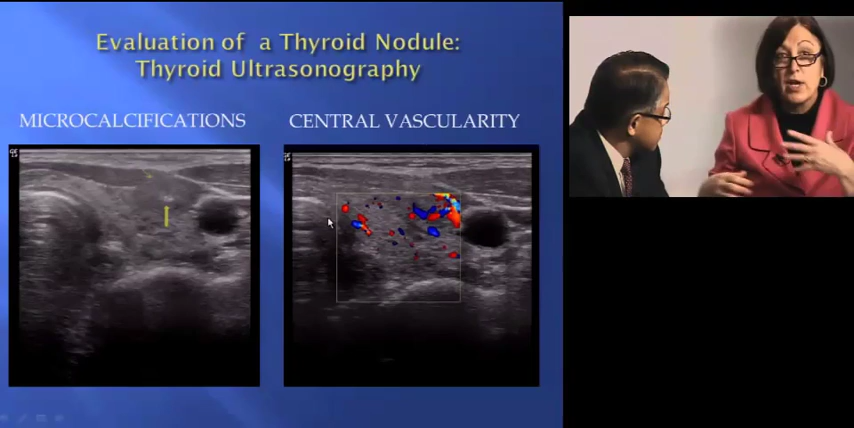 Evaluation of a Thyroid Nodule:
Thyroid Ultrasonography
MICROCALCIFICATIONS
CENTRAL VASCULARITY